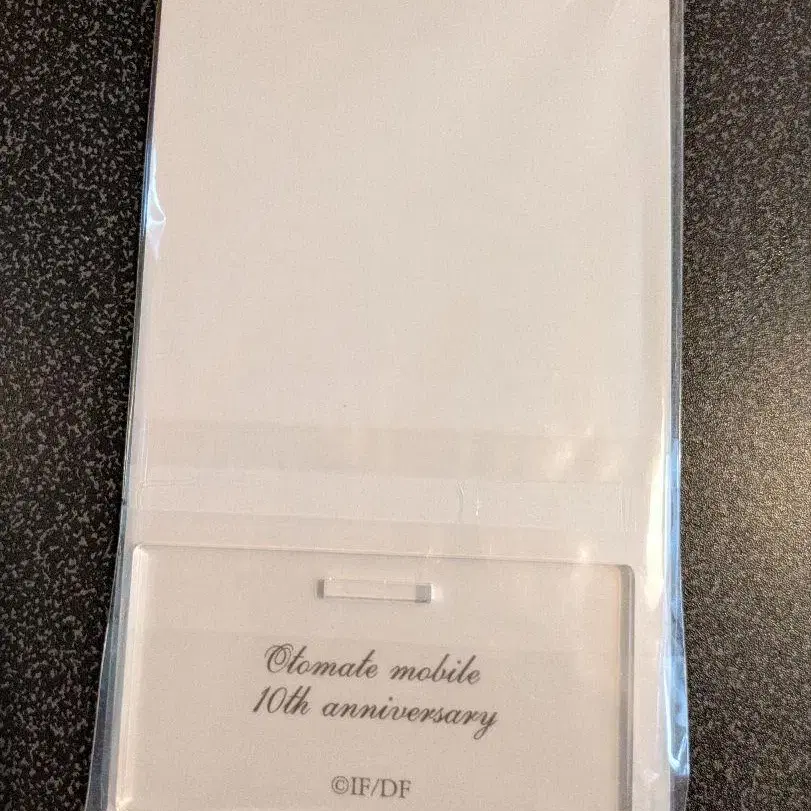 Otomate mobile
10th anniversary
©IF/DF